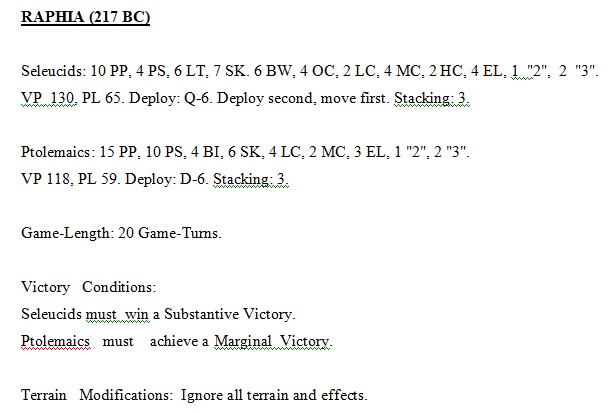 RAPHIA (217 BC)
Seleucids: 10 PP, 4 PS, 6 LT, 7 SK. 6 BW, 4 OC, 2 LC, 4 MC, 2 HC, 4 EL, 1 "2", 2 "3".
VP 130, PL 65. Deploy: Q-6. Deploy second, move first. Stacking: 3.
Ptolemaics: 15 PP, 10 PS, 4 BI, 6 SK, 4 LC, 2 MC, 3 EL, 1 "2", 2 "3".
VP 118, PL 59. Deploy: D-6. Stacking: 3.
Game-Length: 20 Game-Turns.
Victory Conditions:
Seleucids must win a Substantive Victory.
Ptolemaics must achieve a Marginal Victory.
Terrain Modifications: Ignore all terrain and effects.